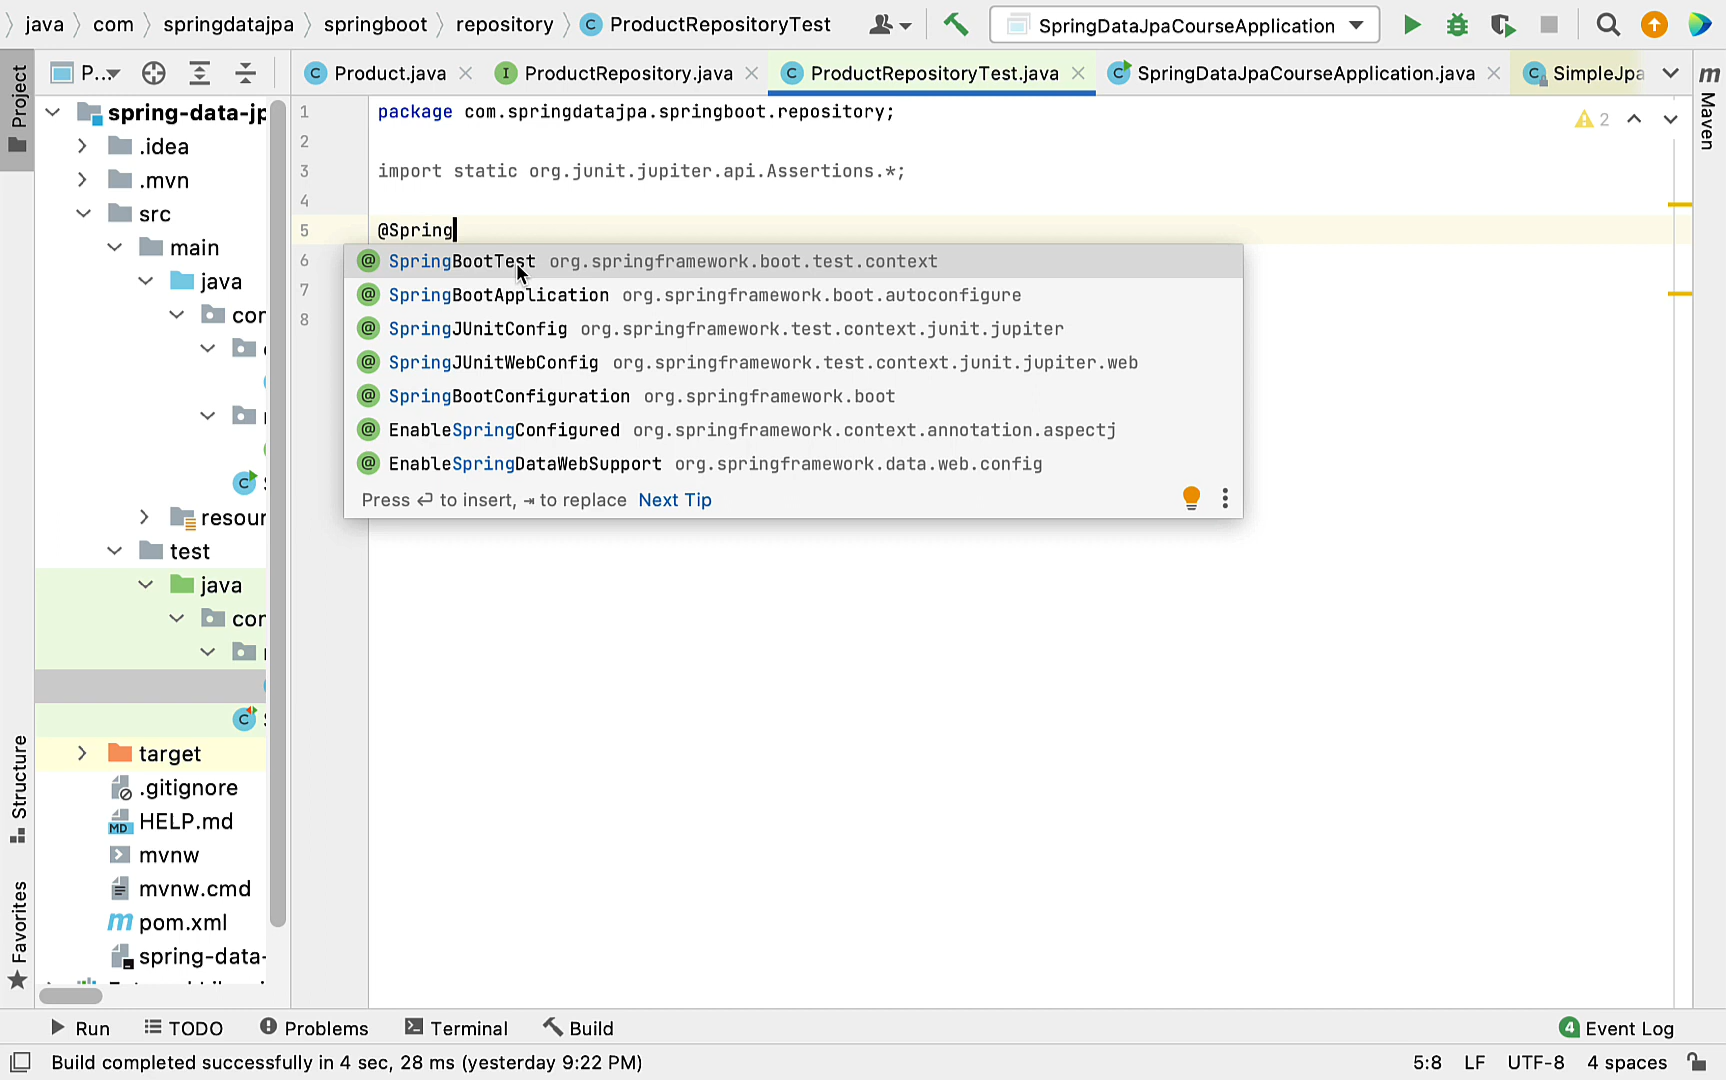 java com springdatajpa springboot repository ProductRepositoryTest SpringDataJpaCourseApplication
Project
P...
Product.java ProductRepository.java ProductRepositoryTest.java SpringDataJpaCourseApplication.java SimpleJpa
Maven
spring-data-jp
.idea
.mvn
src
main
java
com
resour
test
java
com
target
.gitignore
HELP.md
mvnw
mvnw.cmd
pom.xml
spring-data-
Structure
Favorites
1 package com.springdatajpa.springboot.repository;
2
3 import static org.junit.jupiter.api.Assertions.*;
4
5 @Spring
6
7
8
2
SpringBootTest org.springframework.boot.test.context
SpringBootApplication org.springframework.boot.autoconfigure
SpringJUnitConfig org.springframework.test.context.junit.jupiter
SpringJUnitWebConfig org.springframework.test.context.junit.jupiter.web
SpringBootConfiguration org.springframework.boot
EnableSpringConfigured org.springframework.context.annotation.aspectj
EnableSpringDataWebSupport org.springframework.data.web.config
Press ↵ to insert, ⇥ to replace Next Tip
Run TODO Problems Terminal Build 4 Event Log
Build completed successfully in 4 sec, 28 ms (yesterday 9:22 PM) 5:8 LF UTF-8 4 spaces